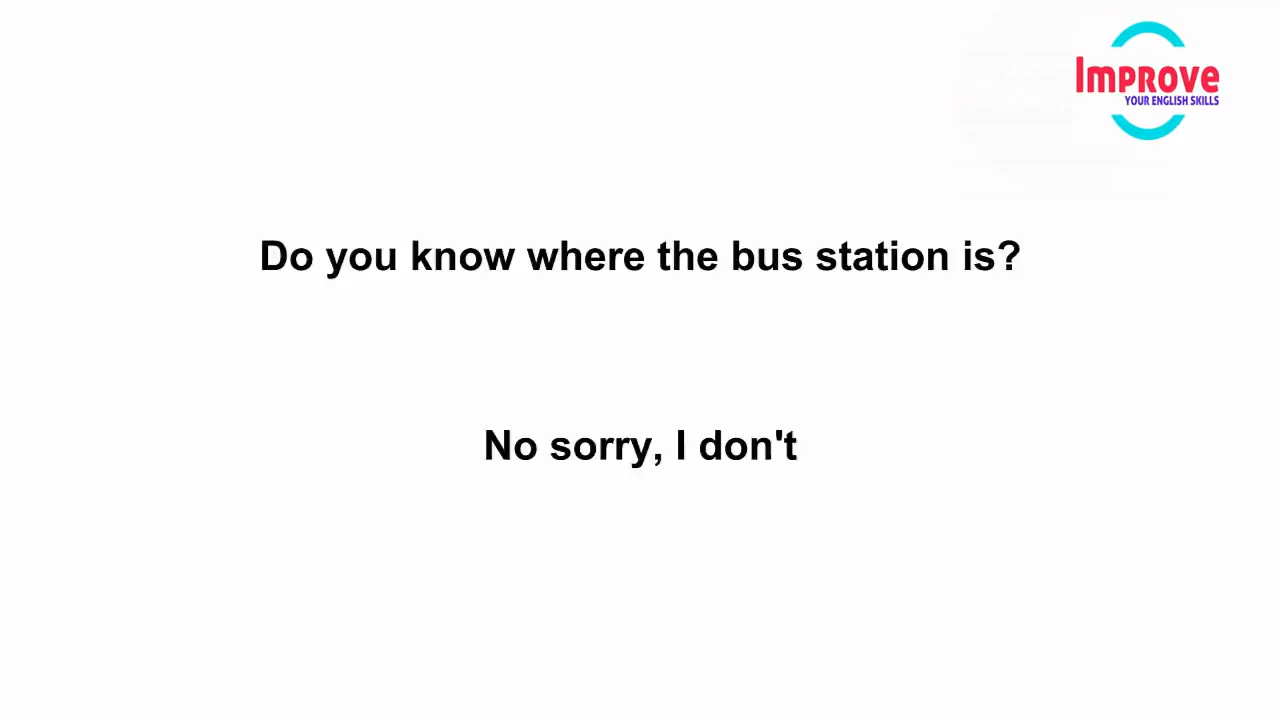 Improve
YOUR ENGLISH SKILLS
Do you know where the bus station is?
No sorry, I don't